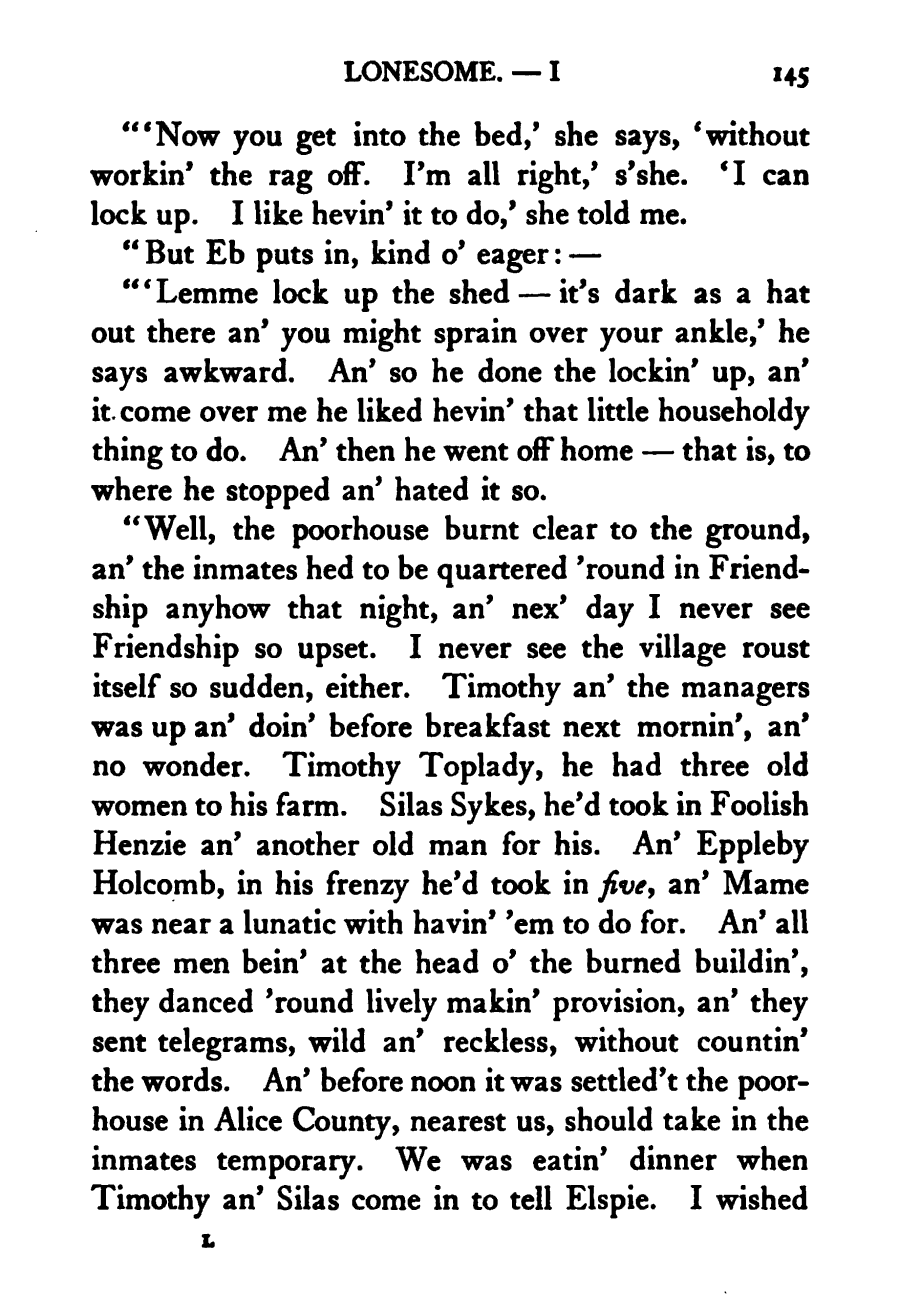 LONESOME. — I 145
“‘Now you get into the bed,’ she says, ‘without
workin’ the rag off. I’m all right,’ s’she. ‘I can
lock up. I like hevin’ it to do,’ she told me.
“But Eb puts in, kind o’ eager: —
“‘Lemme lock up the shed — it’s dark as a hat
out there an’ you might sprain over your ankle,’ he
says awkward. An’ so he done the lockin’ up, an’
it come over me he liked hevin’ that little householdy
thing to do. An’ then he went off home — that is, to
where he stopped an’ hated it so.
“Well, the poorhouse burnt clear to the ground,
an’ the inmates hed to be quartered ’round in Friend-
ship anyhow that night, an’ nex’ day I never see
Friendship so upset. I never see the village roust
itself so sudden, either. Timothy an’ the managers
was up an’ doin’ before breakfast next mornin’, an’
no wonder. Timothy Toplady, he had three old
women to his farm. Silas Sykes, he’d took in Foolish
Henzie an’ another old man for his. An’ Eppleby
Holcomb, in his frenzy he’d took in five, an’ Mame
was near a lunatic with havin’ ’em to do for. An’ all
three men bein’ at the head o’ the burned buildin’,
they danced ’round lively makin’ provision, an’ they
sent telegrams, wild an’ reckless, without countin’
the words. An’ before noon it was settled’t the poor-
house in Alice County, nearest us, should take in the
inmates temporary. We was eatin’ dinner when
Timothy an’ Silas come in to tell Elspie. I wished
L